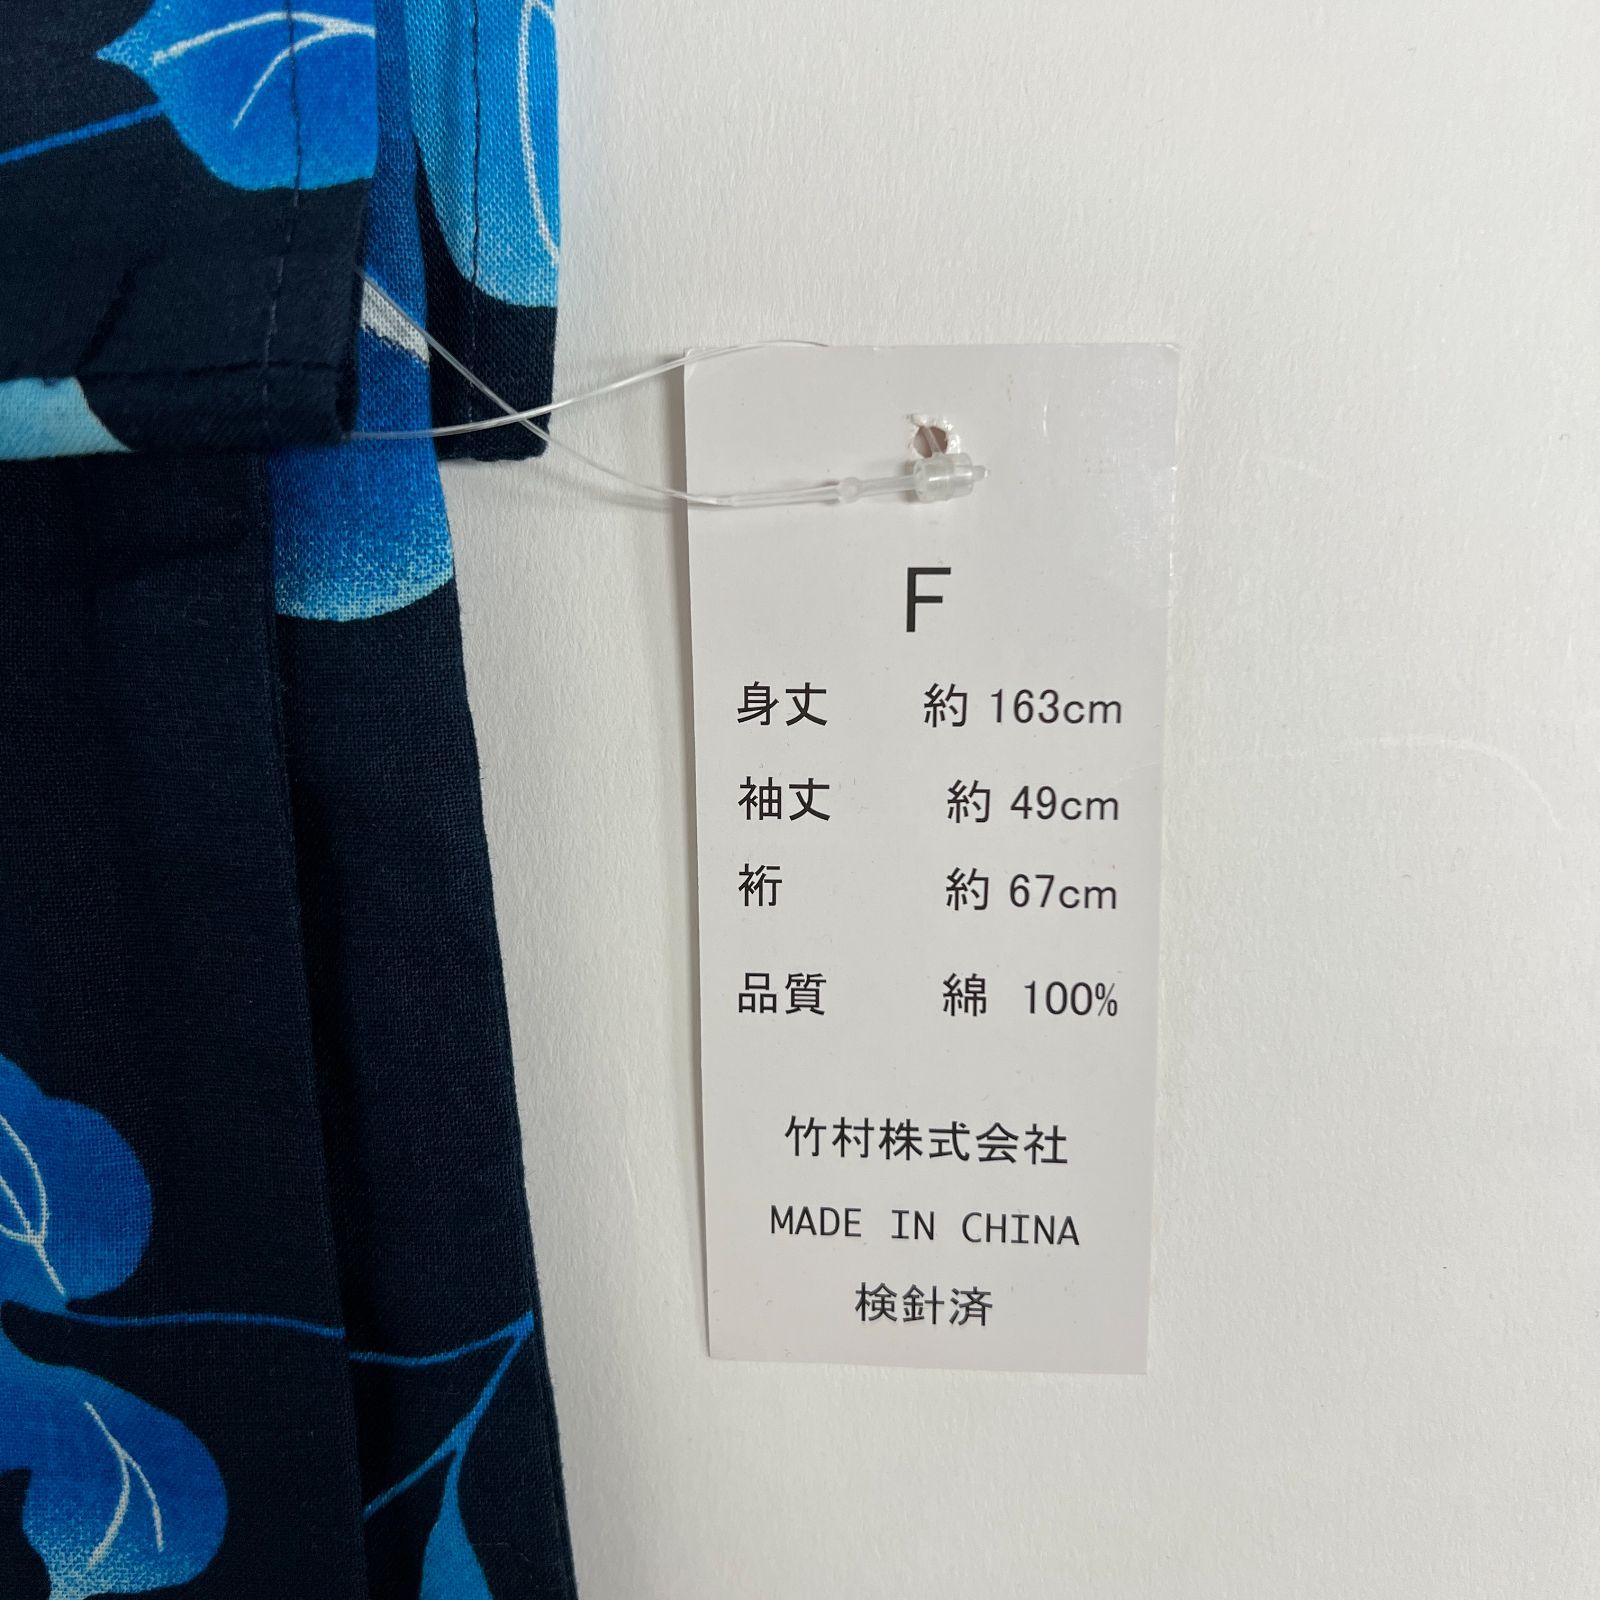 F
身丈 約 163cm
袖丈 約 49cm
裄 約 67cm
品質 綿 100%
竹村株式会社
MADE IN CHINA
検針済